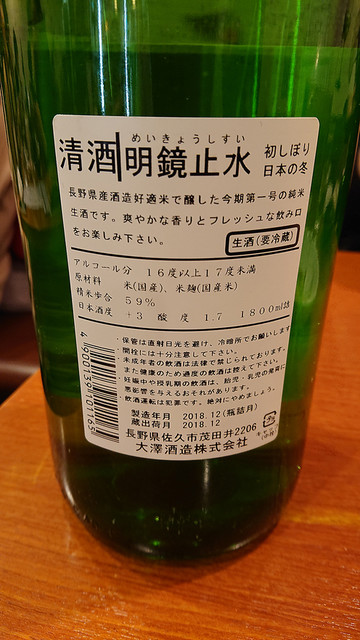 めいきょうしすい
清酒 明鏡止水 初しぼり
日本の冬
長野県産酒造好適米で醸した今期第一号の純米
生酒です。爽やかな香りとフレッシュな飲み口
をお楽しみ下さい。 生酒(要冷蔵)
アルコール分 16度以上17度未満
原材料 米(国産)、米麹(国産米)
精米歩合 59%
日本酒度 +3 酸度 1.7 1800ml詰
・保管は直射日光を避け、冷暗所でお願いします
・開栓には十分注意して下さい。
・未成年者の飲酒は法律で禁じられております。
また健康のため過度の飲酒は控えて下さい。
・妊娠中や授乳期の飲酒は、胎児・乳児の発育に
悪影響を与えるおそれがあります。
・飲酒運転は犯罪です。絶対にやめましょう。
製造年月 2018.12(瓶詰月)
蔵出荷月 2018.12
長野県佐久市茂田井2206
大澤酒造株式会社